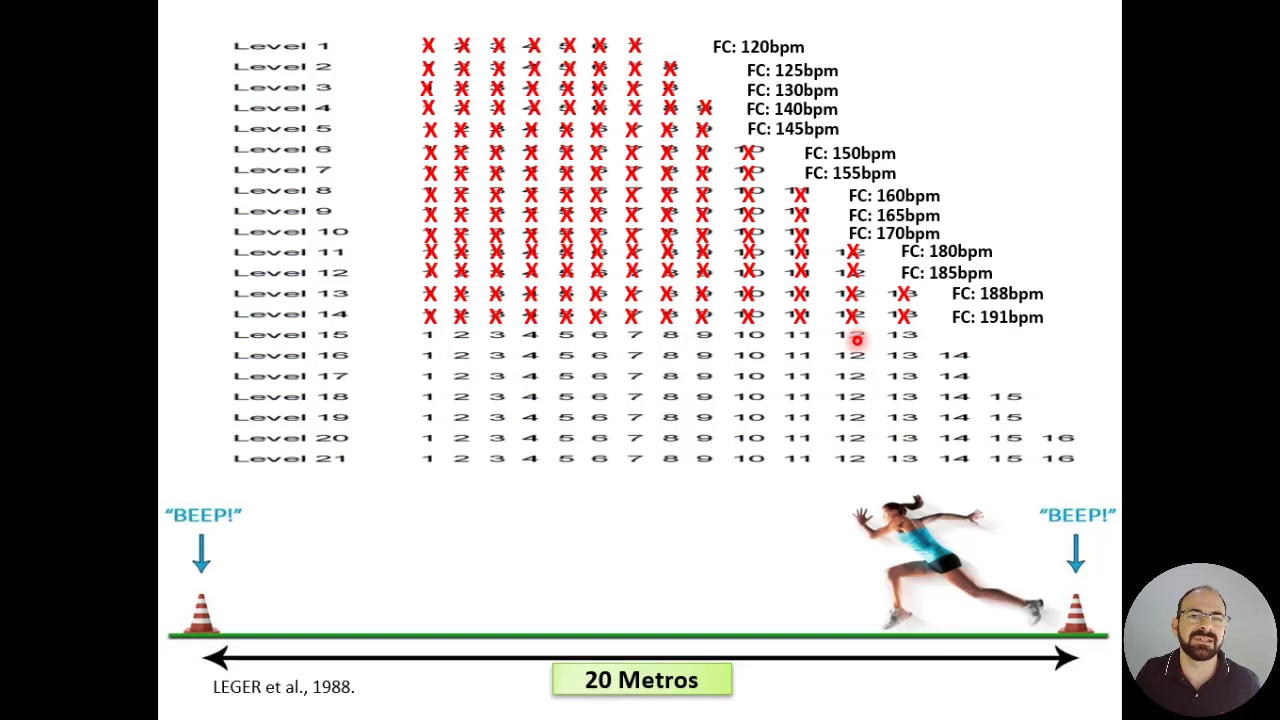 Level 1 X X X X X X X FC: 120bpm
Level 2 X X X X X X X X FC: 125bpm
Level 3 X X X X X X X X FC: 130bpm
Level 4 X X X X X X X X X FC: 140bpm
Level 5 X X X X X X X X X FC: 145bpm
Level 6 X X X X X X X X X X FC: 150bpm
Level 7 X X X X X X X X X X FC: 155bpm
Level 8 X X X X X X X X X X X FC: 160bpm
Level 9 X X X X X X X X X X X FC: 165bpm
Level 10 X X X X X X X X X X X FC: 170bpm
Level 11 X X X X X X X X X X X X FC: 180bpm
Level 12 X X X X X X X X X X X X FC: 185bpm
Level 13 X X X X X X X X X X X X X FC: 188bpm
Level 14 X X X X X X X X X X X X X FC: 191bpm
Level 15 1 2 3 4 5 6 7 8 9 10 11 12 13
Level 16 1 2 3 4 5 6 7 8 9 10 11 12 13 14
Level 17 1 2 3 4 5 6 7 8 9 10 11 12 13 14
Level 18 1 2 3 4 5 6 7 8 9 10 11 12 13 14 15
Level 19 1 2 3 4 5 6 7 8 9 10 11 12 13 14 15
Level 20 1 2 3 4 5 6 7 8 9 10 11 12 13 14 15 16
Level 21 1 2 3 4 5 6 7 8 9 10 11 12 13 14 15 16
“BEEP!”
“BEEP!”
20 Metros
LEGER et al., 1988.